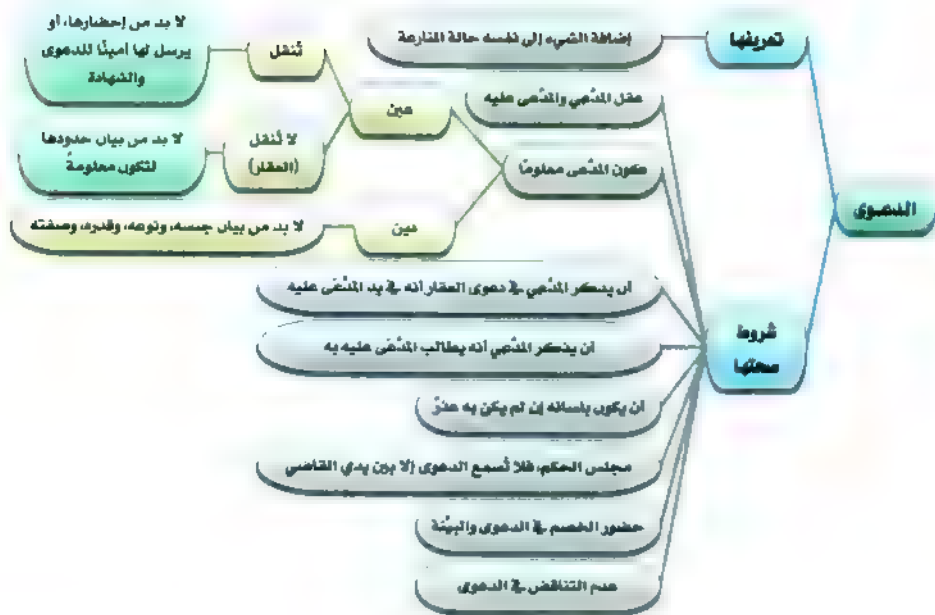 الدعوى
تعريفها
إضافة الشيء إلى نفسه حالة المنازعة
شروط
صحتها
عقل المدَّعي والمدَّعى عليه
كون المدَّعى معلومًا
عين
تُنقل
لا بد من إحضارها، أو
يرسل لها أمينًا للدعوى
والشهادة
لا تُنقل
(العقار)
لا بد من بيان حدودها
لتكون معلومةً
دين
لا بد من بيان جنسه، ونوعه، وقدره، وصفته
أن يذكر المدَّعي في دعوى العقار أنه في يد المدَّعى عليه
أن يذكر المدَّعي أنه يطالب المدَّعى عليه به
أن يكون بلسانه إن لم يكن به عذرٌ
مجلس الحكم، فلا تُسمع الدعوى إلا بين يدي القاضي
حضور الخصم في الدعوى والبيِّنة
عدم التناقض في الدعوى